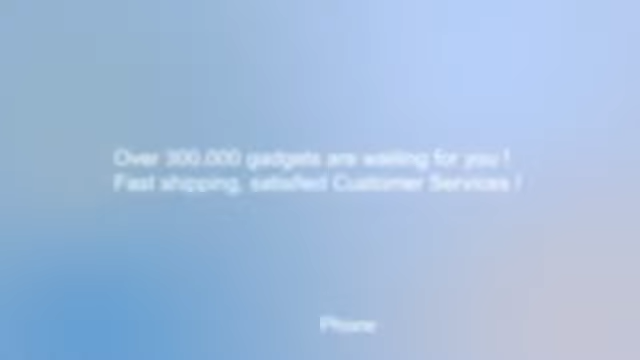 Over 300.000 gadgets are waiting for you !
Fast shipping, satisfied Customer Services !
Phone